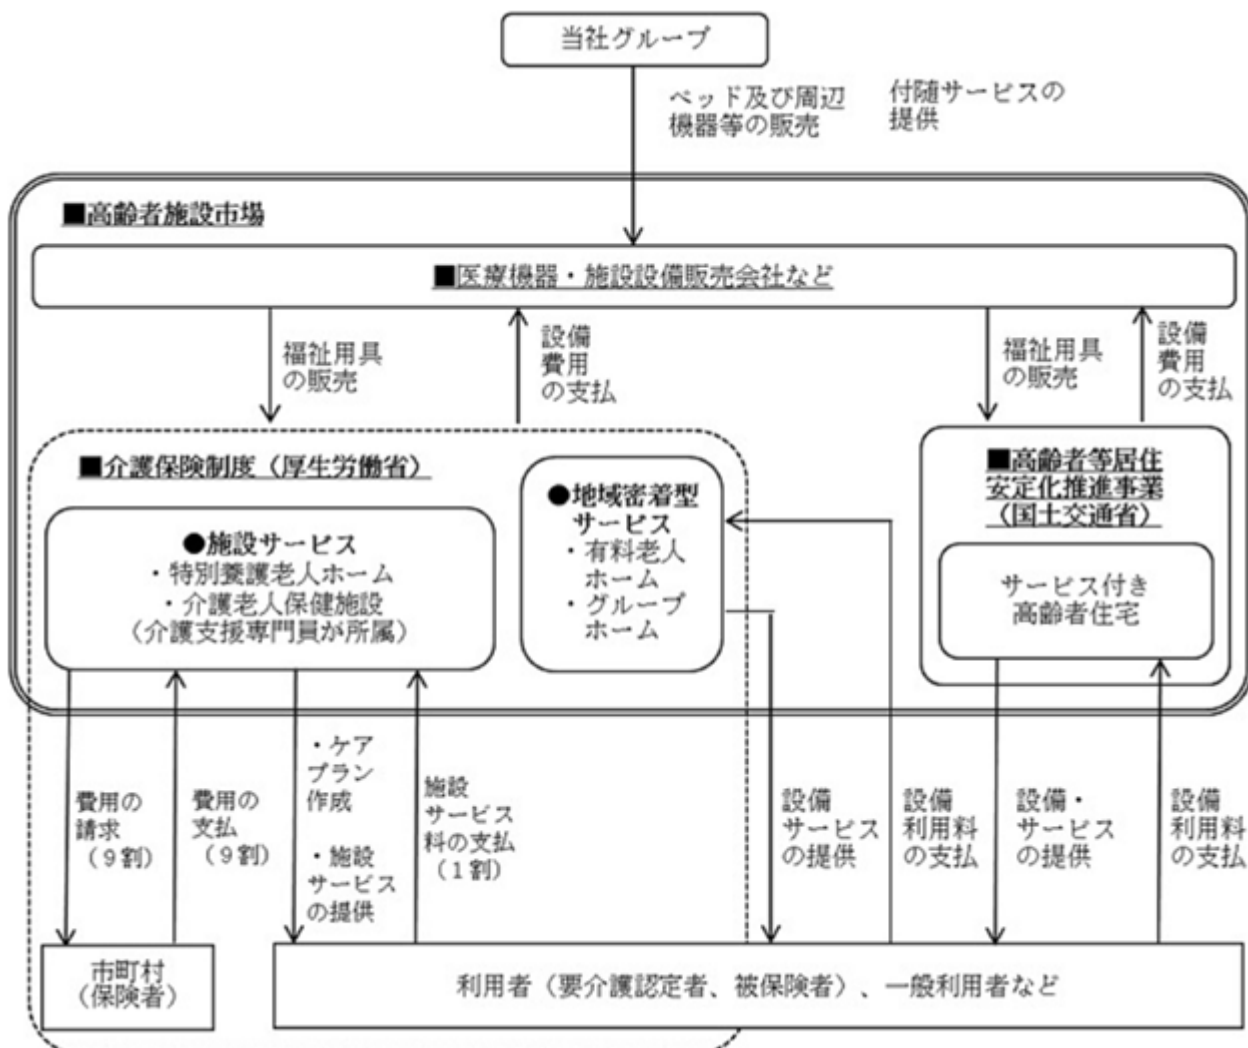 当社グループ
ベッド及び周辺
機器等の販売
付随サービスの
提供
■高齢者施設市場
■医療機器・施設設備販売会社など
福祉用具
の販売
設備
費用
の支払
福祉用具
の販売
設備
費用
の支払
■介護保険制度(厚生労働省)
●施設サービス
・特別養護老人ホーム
・介護老人保健施設
(介護支援専門員が所属)
●地域密着型
サービス
・有料老人
ホーム
・グループ
ホーム
■高齢者等居住
安定化推進事業
(国土交通省)
サービス付き
高齢者住宅
費用の
請求
(9割)
費用の
支払
(9割)
・ケア
プラン
作成
・施設
サービス
の提供
施設
サービス
料の支払
(1割)
設備
サービス
の提供
設備
利用料
の支払
設備・
サービス
の提供
設備
利用料
の支払
市町村
(保険者)
利用者(要介護認定者、被保険者)、一般利用者など